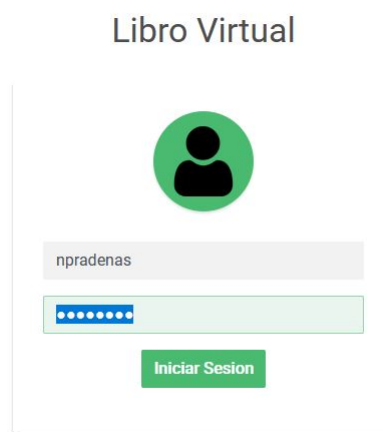 Libro Virtual
npradenas
••••••••
Iniciar Sesion